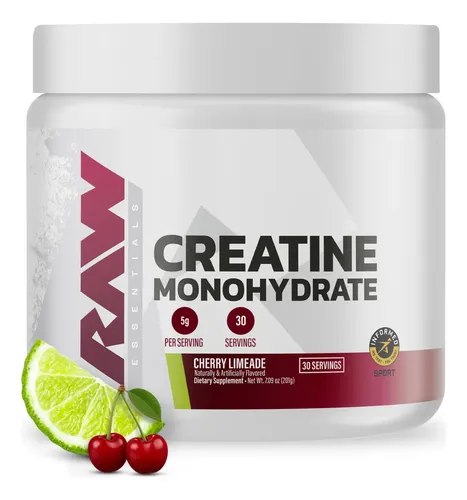 RAW
ESSENTIALS
CREATINE
MONOHYDRATE
5g
PER SERVING
30
SERVINGS
CHERRY LIMEADE
Naturally & Artificially Flavored
Dietary Supplement • Net Wt. 7.09 oz (201g)
30 SERVINGS
INFORMED
SPORT